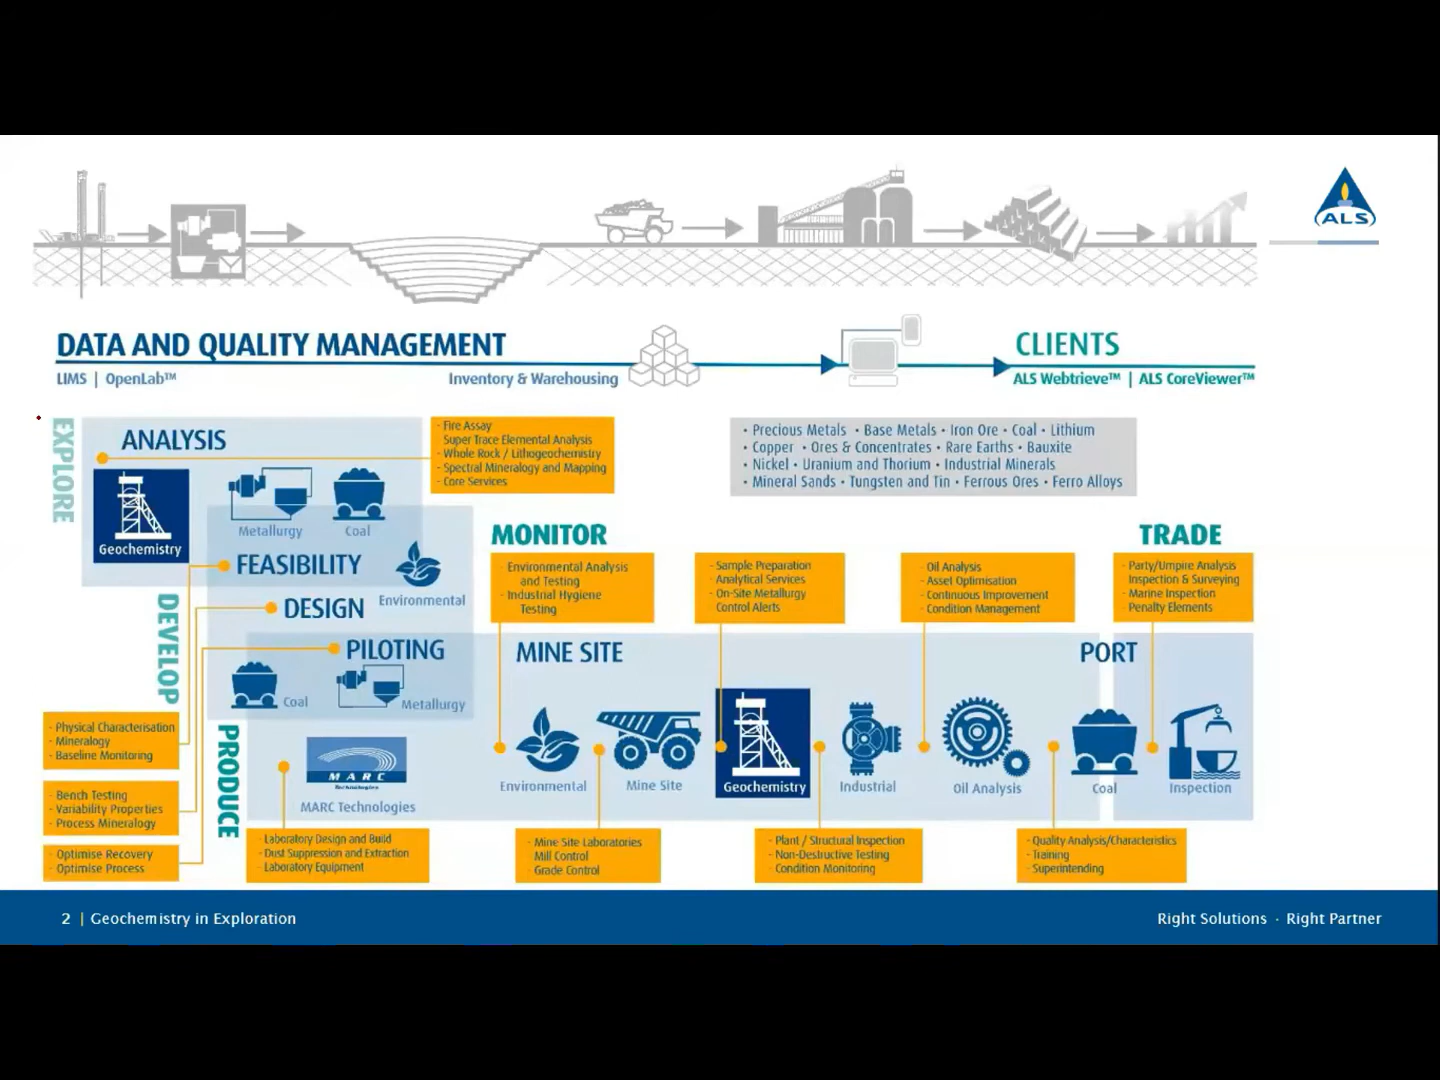 ALS
DATA AND QUALITY MANAGEMENT
CLIENTS
LIMS | OpenLab™
Inventory & Warehousing
ALS Webtrieve™ | ALS CoreViewer™
EXPLORE
ANALYSIS
- Fire Assay
Super Trace Elemental Analysis
- Whole Rock / Lithogeochemistry
- Spectral Mineralogy and Mapping
- Core Services
• Precious Metals • Base Metals • Iron Ore • Coal • Lithium
• Copper • Ores & Concentrates • Rare Earths • Bauxite
• Nickel • Uranium and Thorium • Industrial Minerals
• Mineral Sands • Tungsten and Tin • Ferrous Ores • Ferro Alloys
Geochemistry
Metallurgy
Coal
FEASIBILITY
Environmental
DESIGN
DEVELOP
PILOTING
Coal
Metallurgy
MONITOR
TRADE
- Environmental Analysis
and Testing
- Industrial Hygiene
Testing
- Sample Preparation
- Analytical Services
- On-Site Metallurgy
Control Alerts
- Oil Analysis
- Asset Optimisation
- Continuous Improvement
- Condition Management
- Party/Umpire Analysis
Inspection & Surveying
- Marine Inspection
- Penalty Elements
MINE SITE
PORT
- Physical Characterisation
- Mineralogy
- Baseline Monitoring
- Bench Testing
- Variability Properties
- Process Mineralogy
- Optimise Recovery
- Optimise Process
PRODUCE
MARC
Technologies
MARC Technologies
Environmental
Mine Site
Geochemistry
Industrial
Oil Analysis
Coal
Inspection
- Laboratory Design and Build
- Dust Suppression and Extraction
- Laboratory Equipment
- Mine Site Laboratories
- Mill Control
- Grade Control
- Plant / Structural Inspection
- Non-Destructive Testing
- Condition Monitoring
- Quality Analysis/Characteristics
- Training
- Superintending
2 | Geochemistry in Exploration
Right Solutions · Right Partner